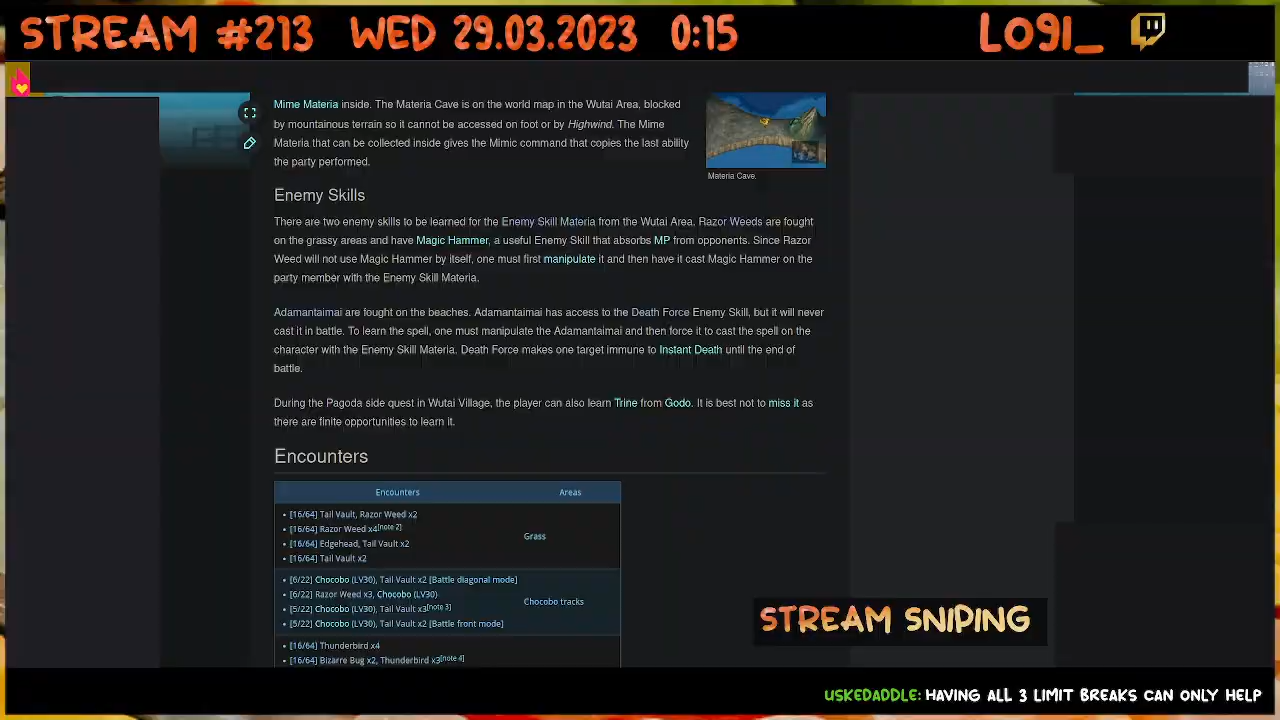 STREAM #213 WED 29.03.2023 0:15 LO9I_
Mime Materia inside. The Materia Cave is on the world map in the Wutai Area, blocked
by mountainous terrain so it cannot be accessed on foot or by Highwind. The Mime
Materia that can be collected inside gives the Mimic command that copies the last ability
the party performed.
Materia Cave.
Enemy Skills
There are two enemy skills to be learned for the Enemy Skill Materia from the Wutai Area. Razor Weeds are fought
on the grassy areas and have Magic Hammer, a useful Enemy Skill that absorbs MP from opponents. Since Razor
Weed will not use Magic Hammer by itself, one must first manipulate it and then have it cast Magic Hammer on the
party member with the Enemy Skill Materia.
Adamantaimai are fought on the beaches. Adamantaimai has access to the Death Force Enemy Skill, but it will never
cast it in battle. To learn the spell, one must manipulate the Adamantaimai and then force it to cast the spell on the
character with the Enemy Skill Materia. Death Force makes one target immune to Instant Death until the end of
battle.
During the Pagoda side quest in Wutai Village, the player can also learn Trine from Godo. It is best not to miss it as
there are finite opportunities to learn it.
Encounters
Encounters Areas
• [16/64] Tail Vault, Razor Weed x2
• [16/64] Razor Weed x4[note 2]
Grass
• [16/64] Edgehead, Tail Vault x2
• [16/64] Tail Vault x2
• [6/22] Chocobo (LV30), Tail Vault x2 [Battle diagonal mode]
• [6/22] Razor Weed x3, Chocobo (LV30)
Chocobo tracks
• [5/22] Chocobo (LV30), Tail Vault x3[note 3]
• [5/22] Chocobo (LV30), Tail Vault x2 [Battle front mode]
STREAM SNIPING
• [16/64] Thunderbird x4
• [16/64] Bizarre Bug x2, Thunderbird x3[note 4]
USKEDADDLE: HAVING ALL 3 LIMIT BREAKS CAN ONLY HELP